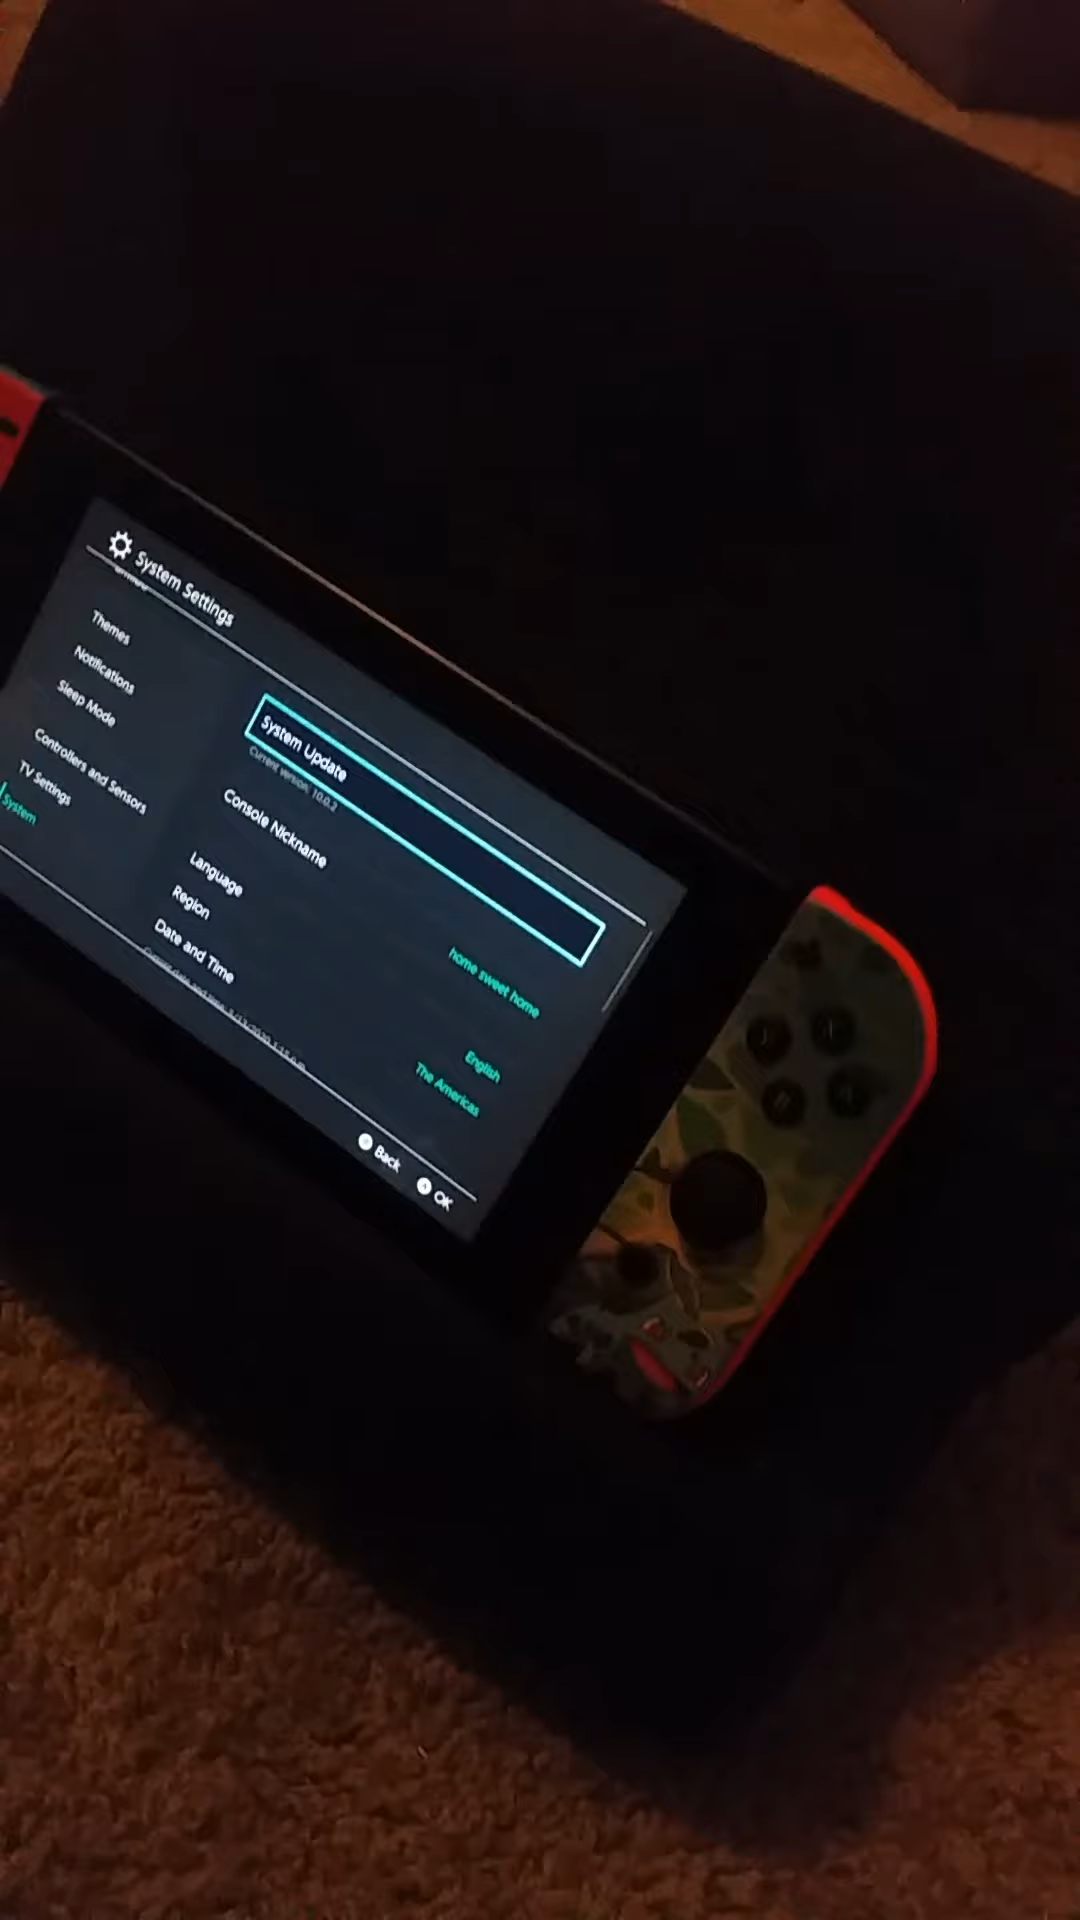 System Settings
Themes
Notifications
Sleep Mode
Controllers and Sensors
TV Settings
System
System Update
Current version: 10.0.2
Console Nickname
home sweet home
Language
English
Region
The Americas
Date and Time
Back
OK